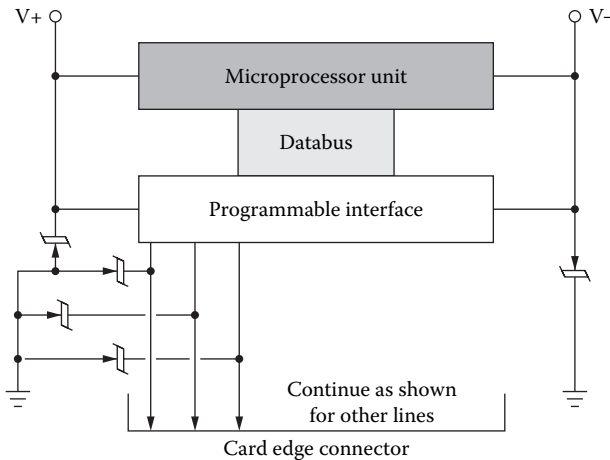 V+
V–
Microprocessor unit
Databus
Programmable interface
Continue as shown
for other lines
Card edge connector